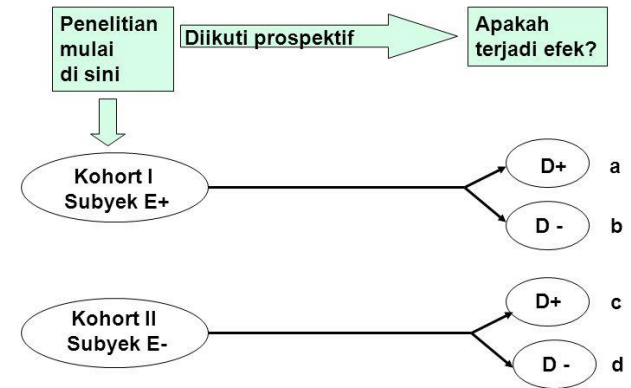 Penelitian
mulai
di sini
Diikuti prospektif
Apakah
terjadi efek?
Kohort I
Subyek E+
D+ a
D - b
Kohort II
Subyek E-
D+ c
D - d